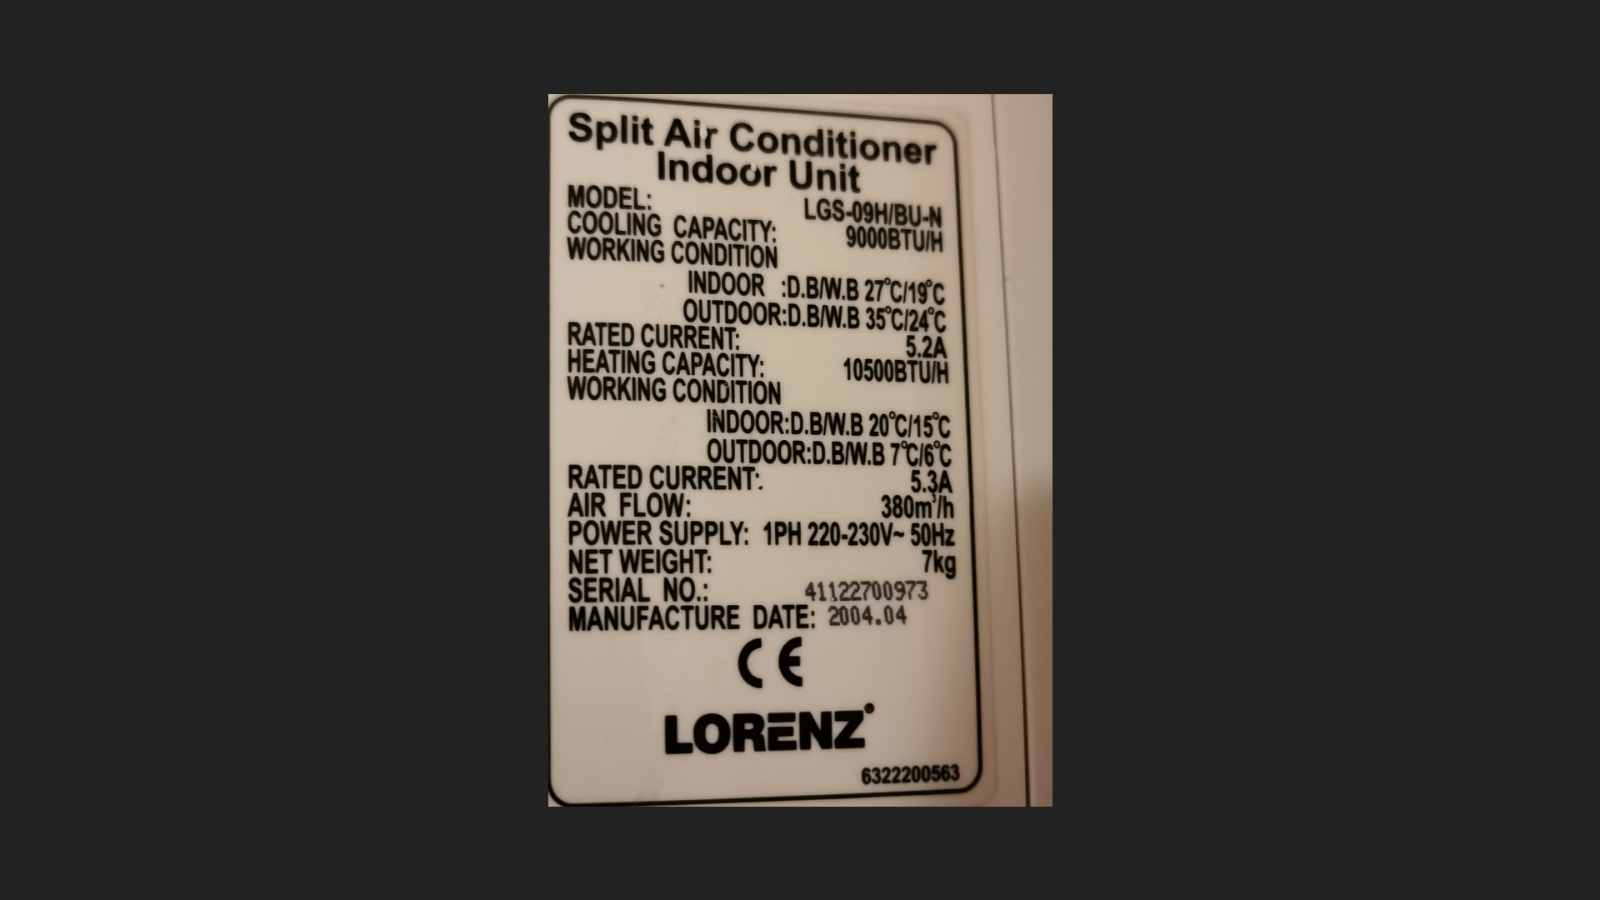 Split Air Conditioner
Indoor Unit
MODEL: LGS-09H/BU-N
COOLING CAPACITY: 9000BTU/H
WORKING CONDITION
INDOOR :D.B/W.B 27°C/19°C
OUTDOOR:D.B/W.B 35°C/24°C
RATED CURRENT: 5.2A
HEATING CAPACITY: 10500BTU/H
WORKING CONDITION
INDOOR:D.B/W.B 20°C/15°C
OUTDOOR:D.B/W.B 7°C/6°C
RATED CURRENT: 5.3A
AIR FLOW: 380m³/h
POWER SUPPLY: 1PH 220-230V~ 50Hz
NET WEIGHT: 7kg
SERIAL NO.: 41122700973
MANUFACTURE DATE: 2004.04
CE
LORENZ®
6322200563